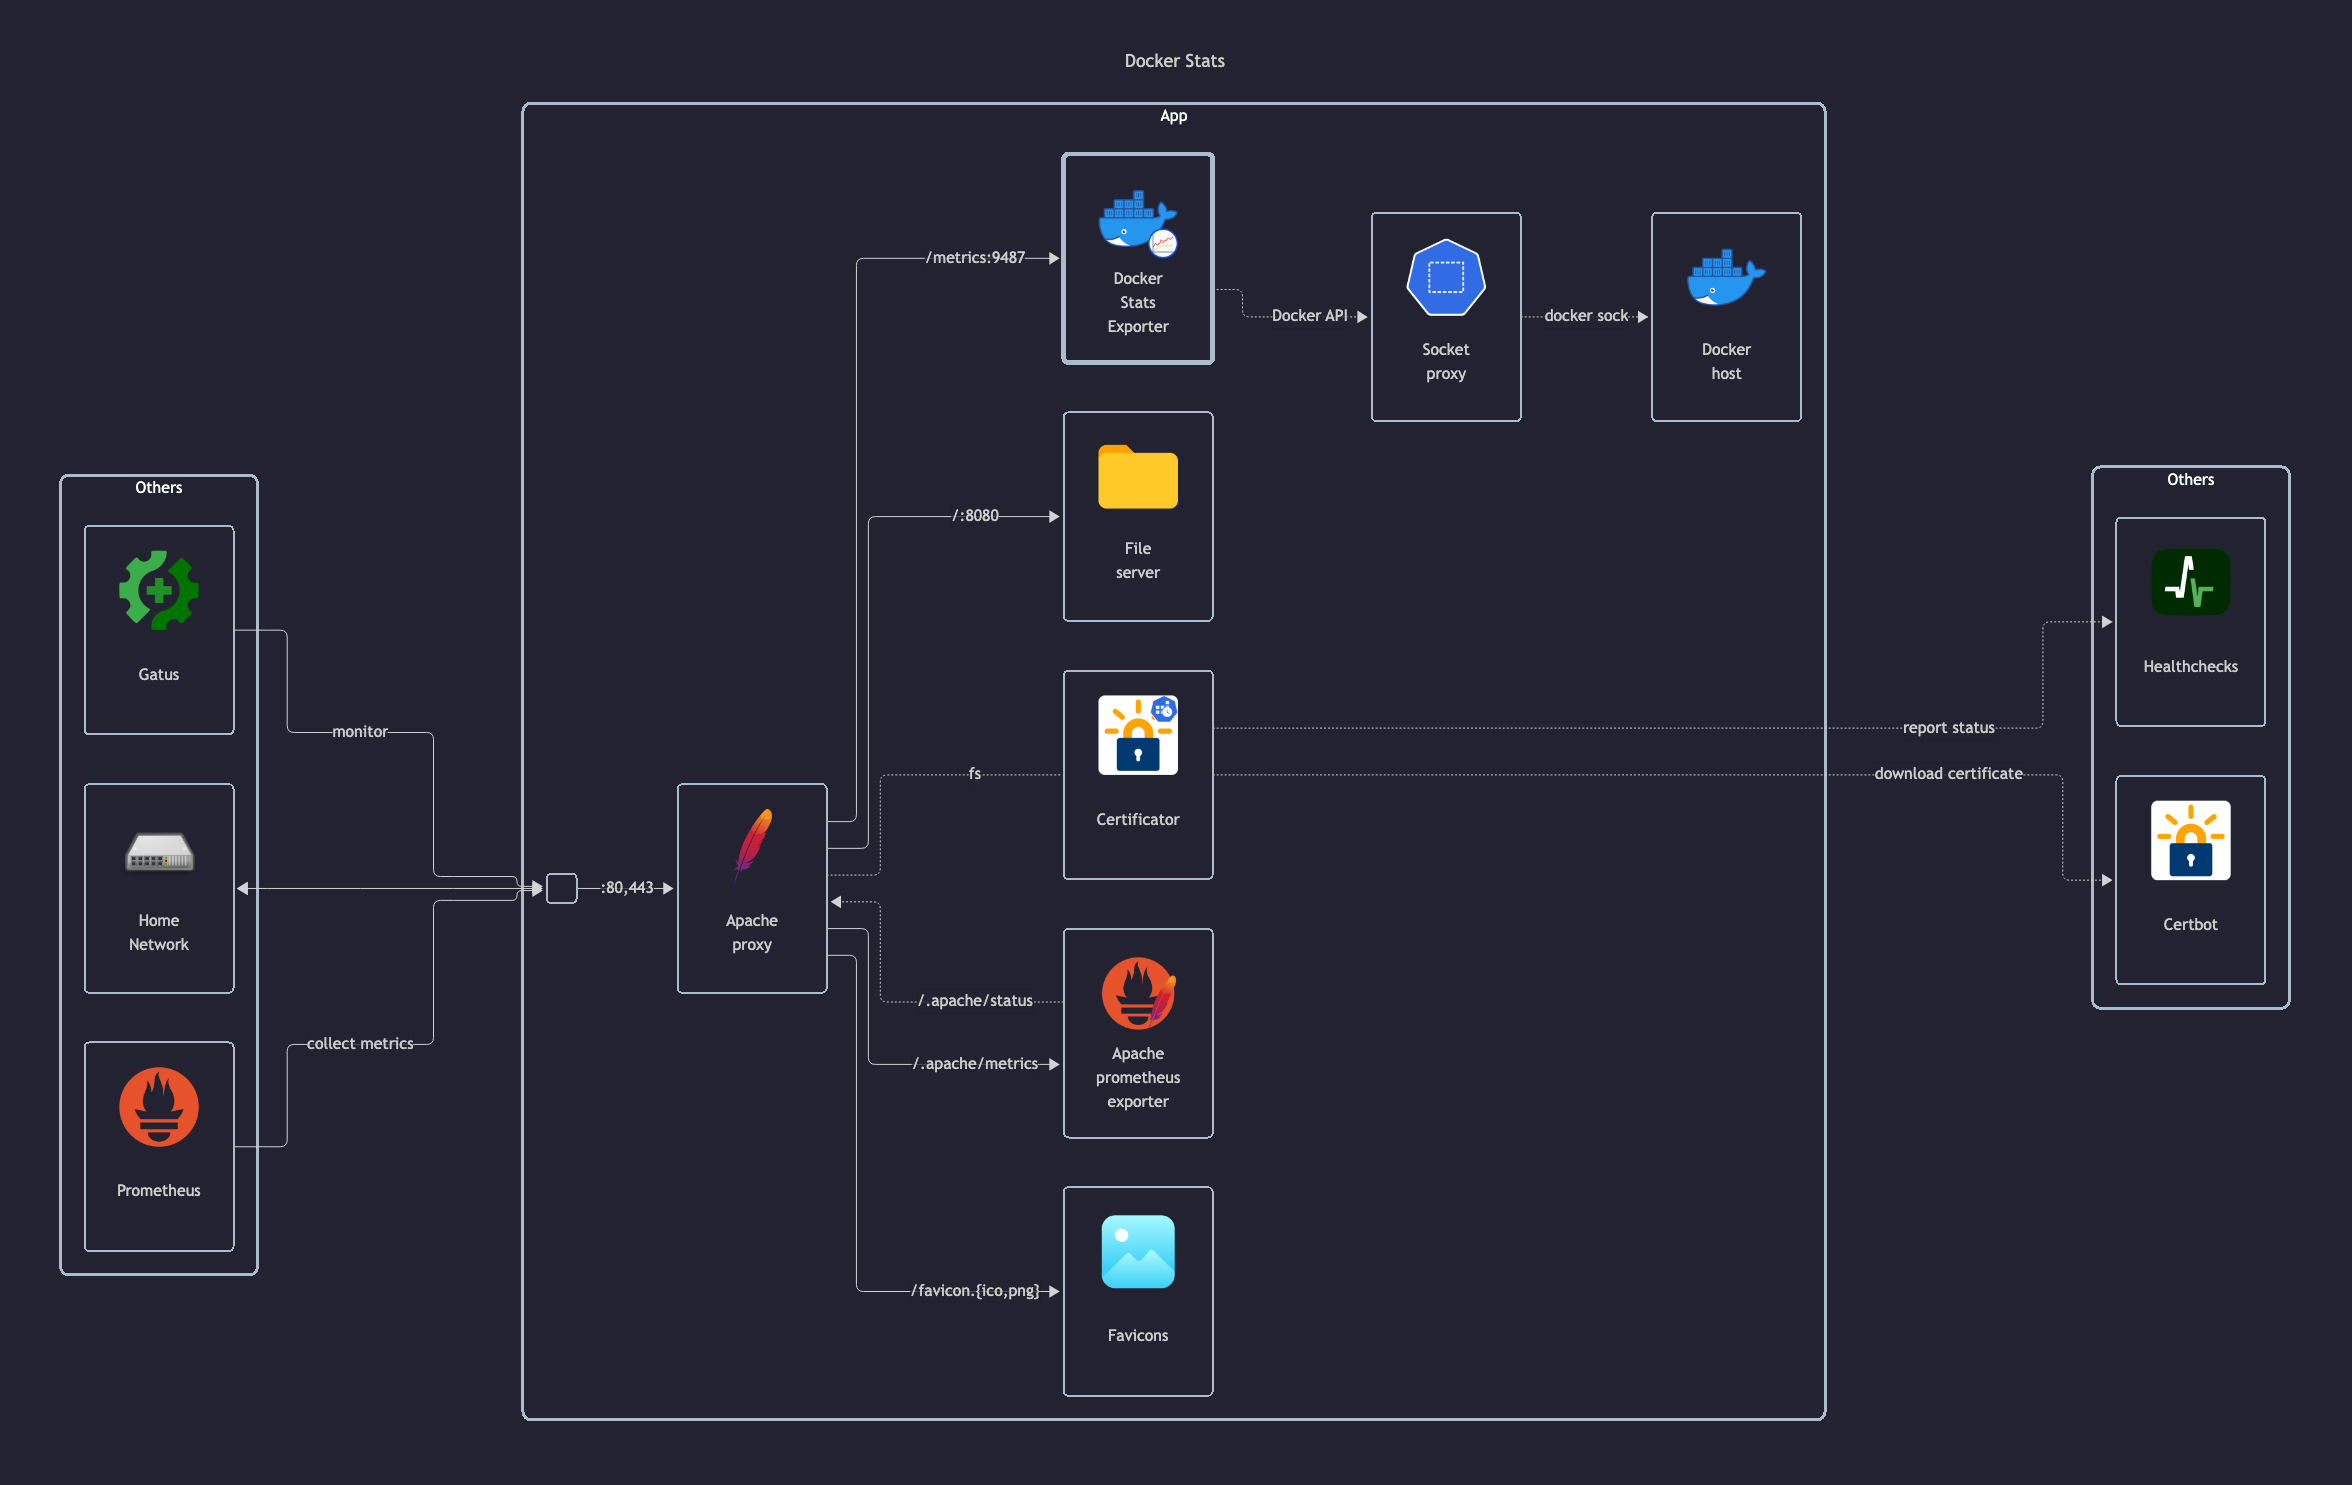 Docker Stats
App
Docker
Stats
Exporter
/metrics:9487
Docker API
Socket
proxy
docker sock
Docker
host
Others
Gatus
monitor
Home
Network
Prometheus
collect metrics
:80,443
Apache
proxy
/:8080
File
server
fs
Certificator
report status
download certificate
/.apache/status
/.apache/metrics
Apache
prometheus
exporter
/favicon.{ico,png}
Favicons
Others
Healthchecks
Certbot